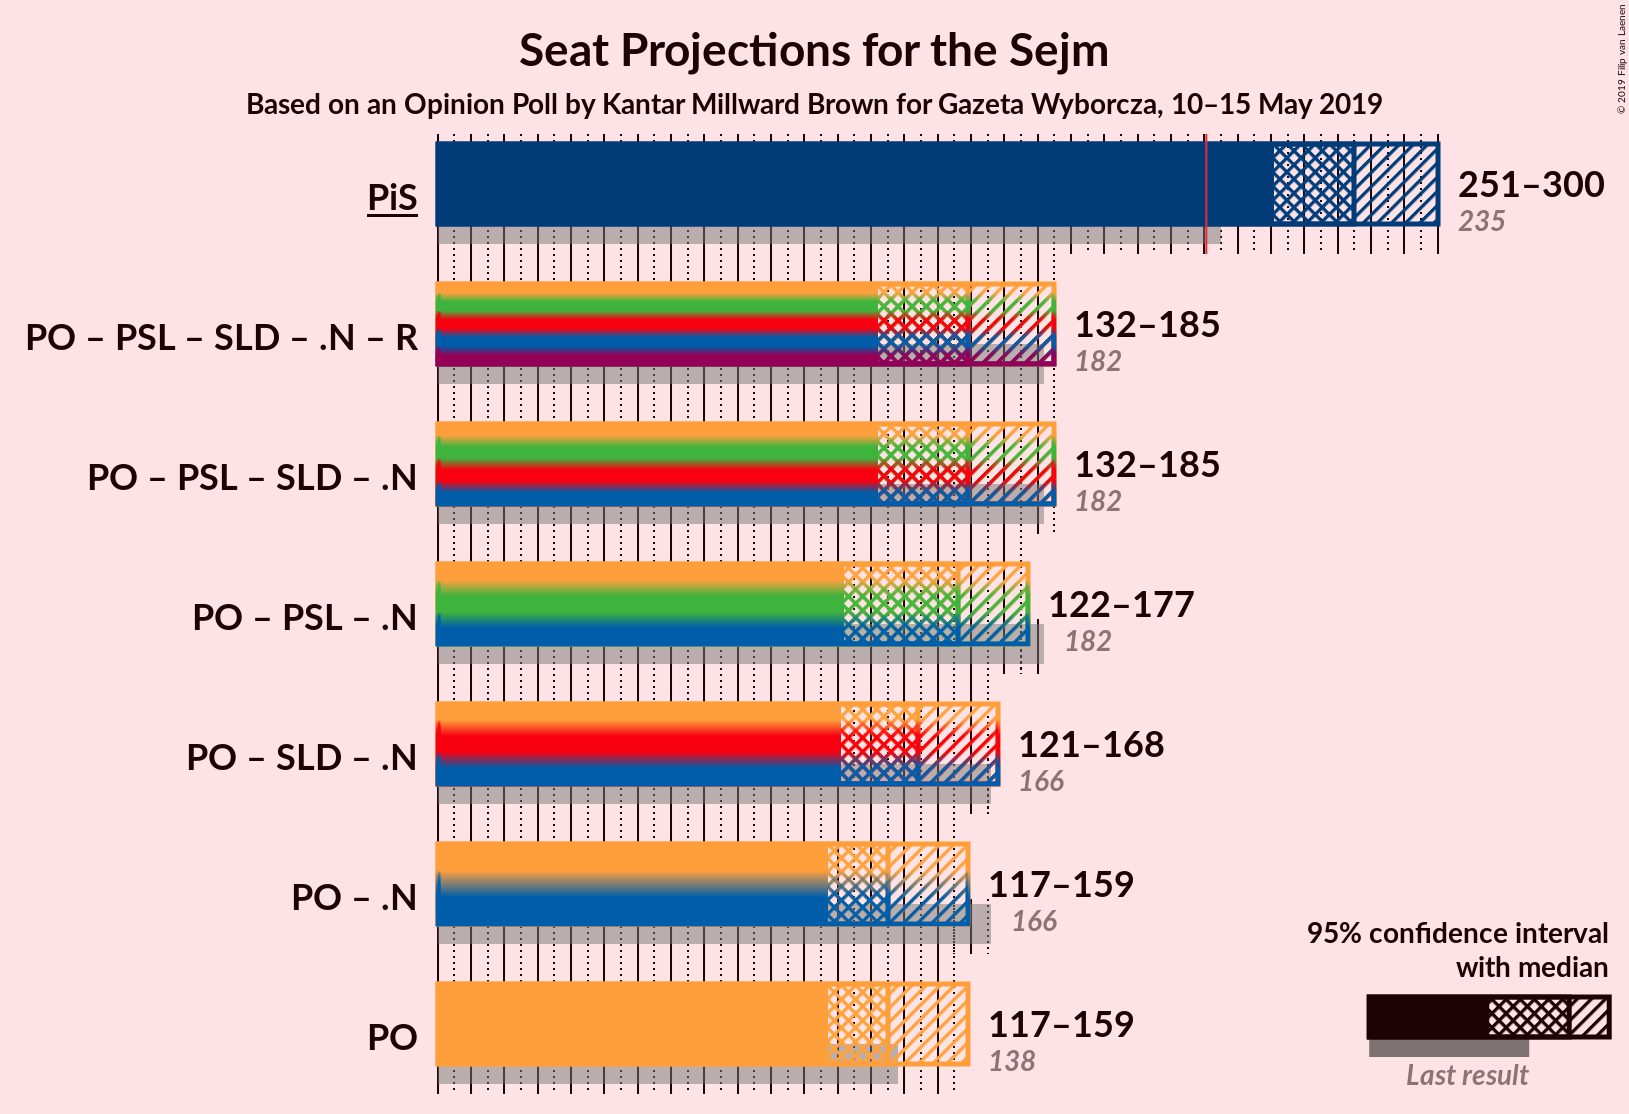 Seat Projections for the Sejm
Based on an Opinion Poll by Kantar Millward Brown for Gazeta Wyborcza, 10–15 May 2019
© 2019 Filip van Laenen
PiS
251–300
235
PO – PSL – SLD – .N – R
132–185
182
PO – PSL – SLD – .N
132–185
182
PO – PSL – .N
122–177
182
PO – SLD – .N
121–168
166
PO – .N
117–159
166
PO
117–159
138
95% confidence interval
with median
Last result